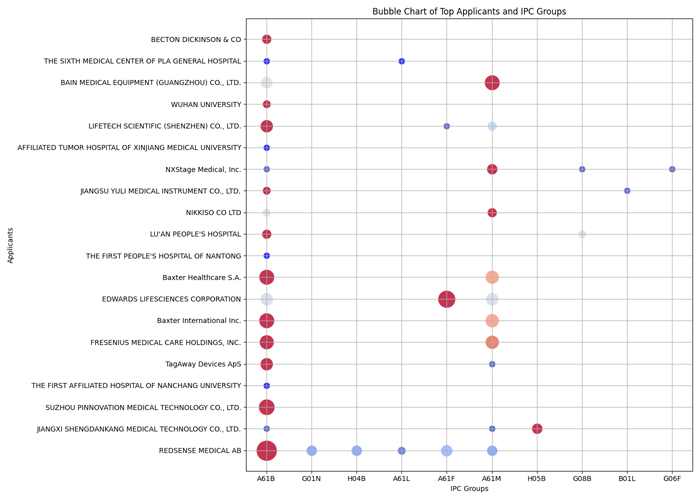 Bubble Chart of Top Applicants and IPC Groups
BECTON DICKINSON & CO
THE SIXTH MEDICAL CENTER OF PLA GENERAL HOSPITAL
BAIN MEDICAL EQUIPMENT (GUANGZHOU) CO., LTD.
WUHAN UNIVERSITY
LIFETECH SCIENTIFIC (SHENZHEN) CO., LTD.
AFFILIATED TUMOR HOSPITAL OF XINJIANG MEDICAL UNIVERSITY
NXStage Medical, Inc.
JIANGSU YULI MEDICAL INSTRUMENT CO., LTD.
NIKKISO CO LTD
LU'AN PEOPLE'S HOSPITAL
THE FIRST PEOPLE'S HOSPITAL OF NANTONG
Baxter Healthcare S.A.
EDWARDS LIFESCIENCES CORPORATION
Baxter International Inc.
FRESENIUS MEDICAL CARE HOLDINGS, INC.
TagAway Devices ApS
THE FIRST AFFILIATED HOSPITAL OF NANCHANG UNIVERSITY
SUZHOU PINNOVATION MEDICAL TECHNOLOGY CO., LTD.
JIANGXI SHENGDANKANG MEDICAL TECHNOLOGY CO., LTD.
REDSENSE MEDICAL AB
Applicants
A61B G01N H04B A61L A61F A61M H05B G08B B01L G06F
IPC Groups